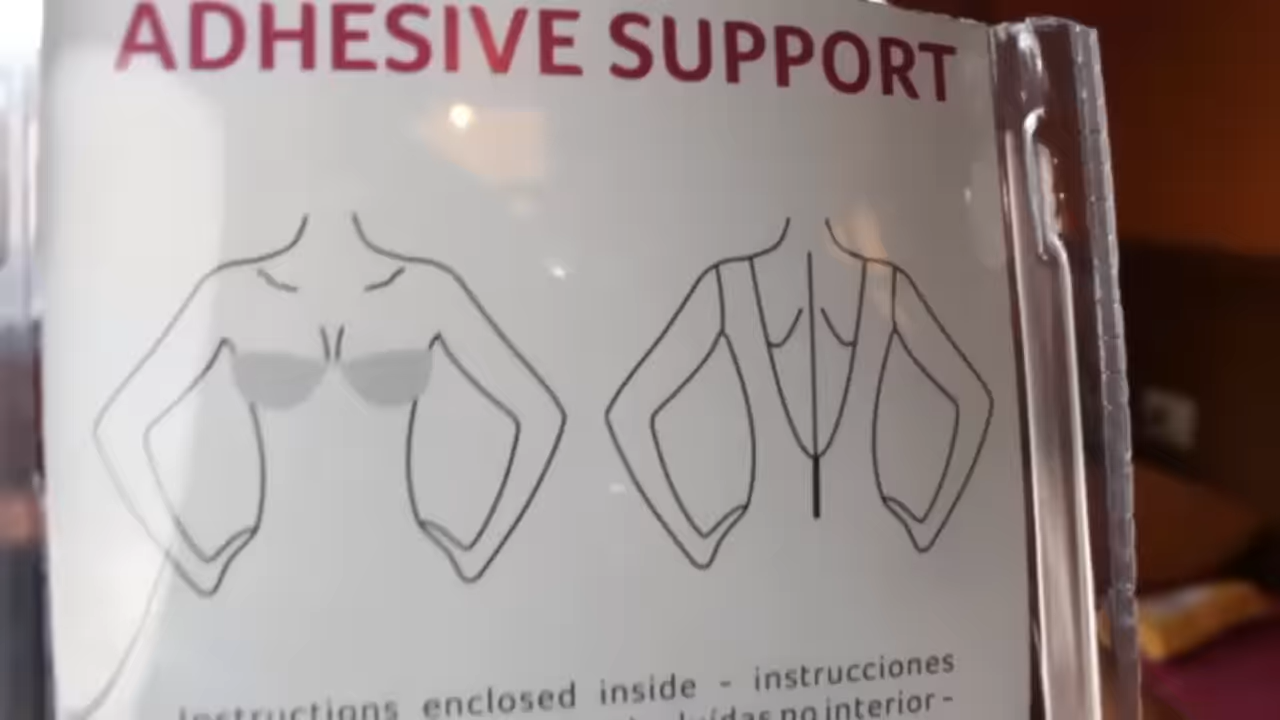 ADHESIVE SUPPORT
instructions enclosed inside - instrucciones
no interior -